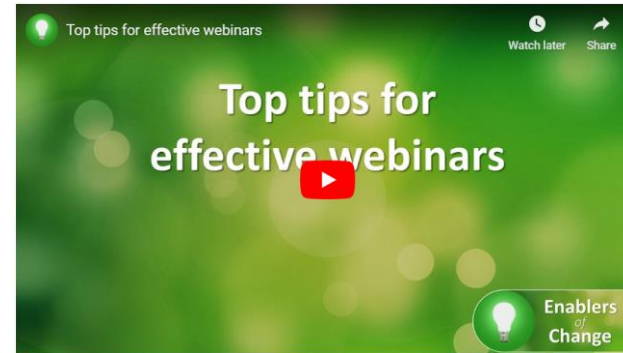 Top tips for effective webinars
Watch later
Share
Top tips for
effective webinars
Enablers
of
Change